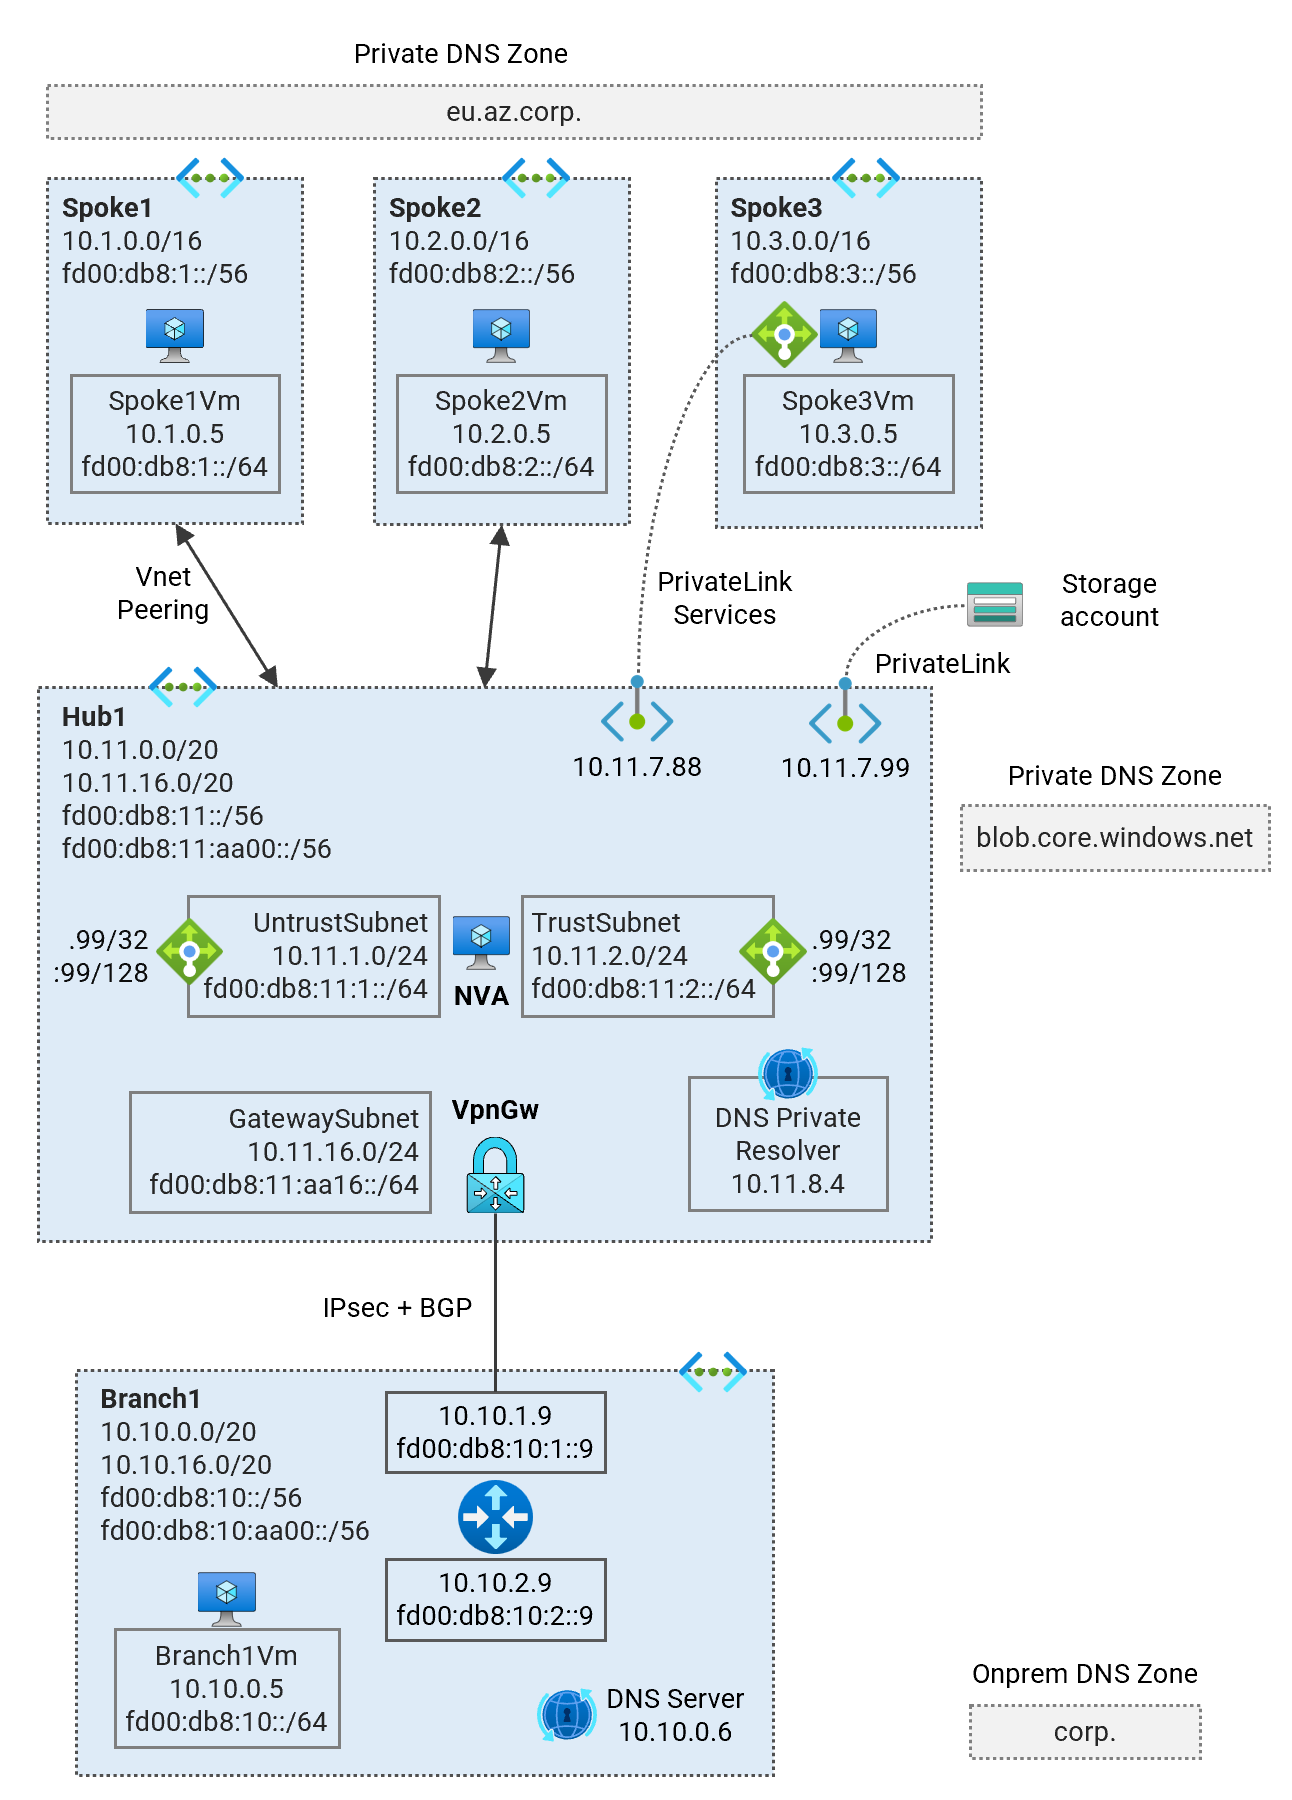 Private DNS Zone
eu.az.corp.
Spoke1
10.1.0.0/16
fd00:db8:1::/56
Spoke1Vm
10.1.0.5
fd00:db8:1::/64
Spoke2
10.2.0.0/16
fd00:db8:2::/56
Spoke2Vm
10.2.0.5
fd00:db8:2::/64
Spoke3
10.3.0.0/16
fd00:db8:3::/56
Spoke3Vm
10.3.0.5
fd00:db8:3::/64
Vnet
Peering
PrivateLink
Services
Storage
account
PrivateLink
Hub1
10.11.0.0/20
10.11.16.0/20
fd00:db8:11::/56
fd00:db8:11:aa00::/56
10.11.7.88
10.11.7.99
Private DNS Zone
blob.core.windows.net
.99/32
:99/128
UntrustSubnet
10.11.1.0/24
fd00:db8:11:1::/64
NVA
TrustSubnet
10.11.2.0/24
fd00:db8:11:2::/64
.99/32
:99/128
GatewaySubnet
10.11.16.0/24
fd00:db8:11:aa16::/64
VpnGw
DNS Private
Resolver
10.11.8.4
IPsec + BGP
Branch1
10.10.0.0/20
10.10.16.0/20
fd00:db8:10::/56
fd00:db8:10:aa00::/56
10.10.1.9
fd00:db8:10:1::9
10.10.2.9
fd00:db8:10:2::9
Branch1Vm
10.10.0.5
fd00:db8:10::/64
DNS Server
10.10.0.6
Onprem DNS Zone
corp.